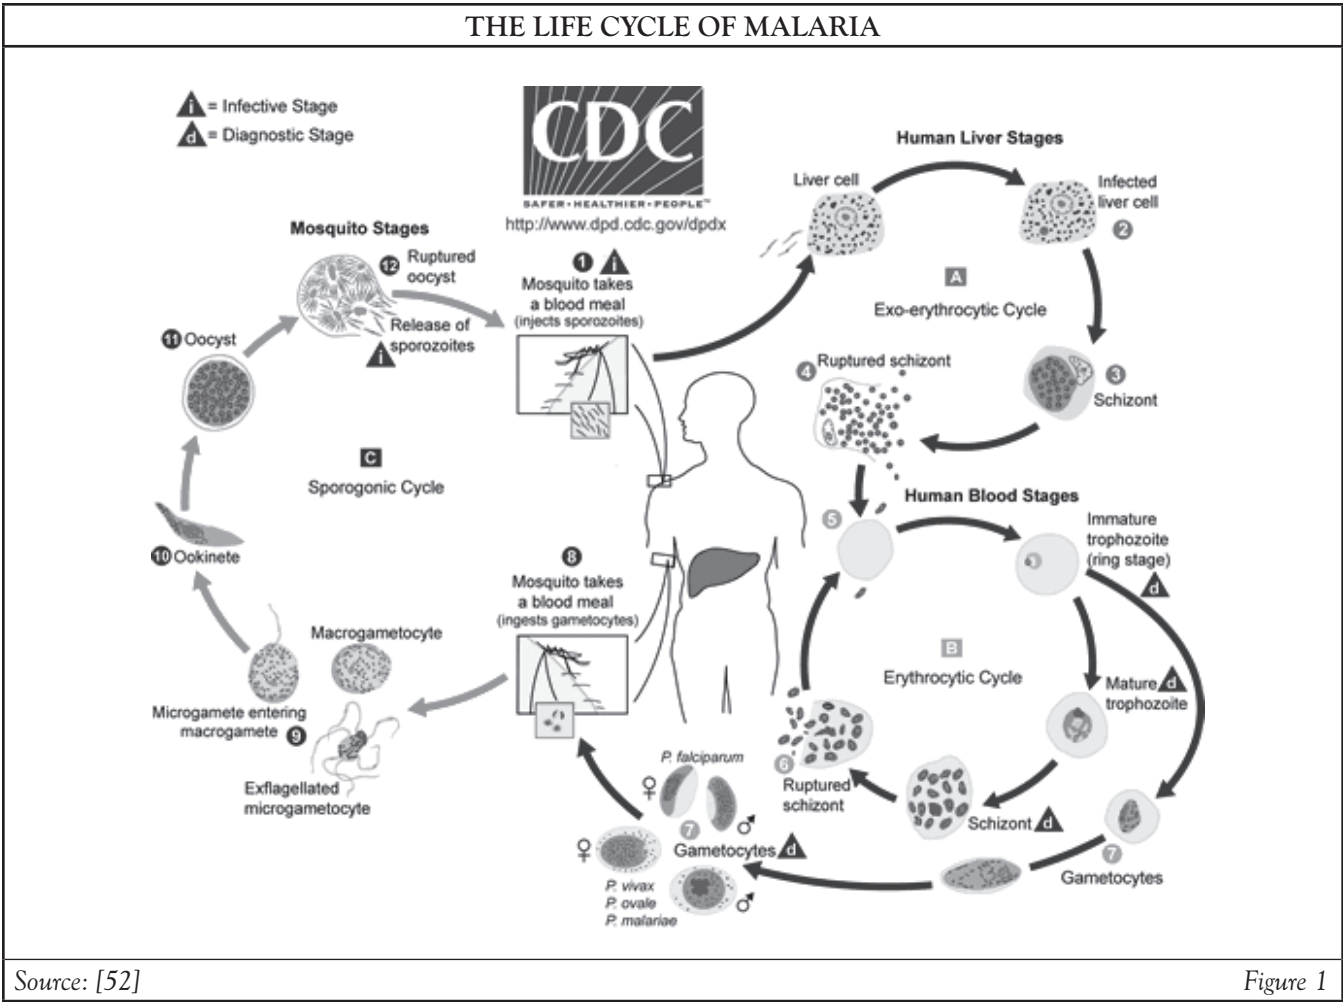 THE LIFE CYCLE OF MALARIA
i = Infective Stage
d = Diagnostic Stage
CDC
SAFER • HEALTHIER • PEOPLE™
http://www.dpd.cdc.gov/dpdx
Human Liver Stages
Liver cell
Infected
liver cell
2
A
Exo-erythrocytic Cycle
3
Schizont
4 Ruptured schizont
Mosquito Stages
12 Ruptured
oocyst
Release of
sporozoites
i
11 Oocyst
C
Sporogonic Cycle
10 Ookinete
1 i
Mosquito takes
a blood meal
(injects sporozoites)
8
Mosquito takes
a blood meal
(ingests gametocytes)
Macrogametocyte
Microgamete entering
macrogamete 9
Exflagellated
microgametocyte
Human Blood Stages
5
Immature
trophozoite
(ring stage)
d
B
Erythrocytic Cycle
Mature d
trophozoite
6
Ruptured
schizont
Schizont d
7
Gametocytes
P. falciparum
♀
7 ♂
Gametocytes d
♀
P. vivax
P. ovale
P. malariae
♂
Source: [52]
Figure 1